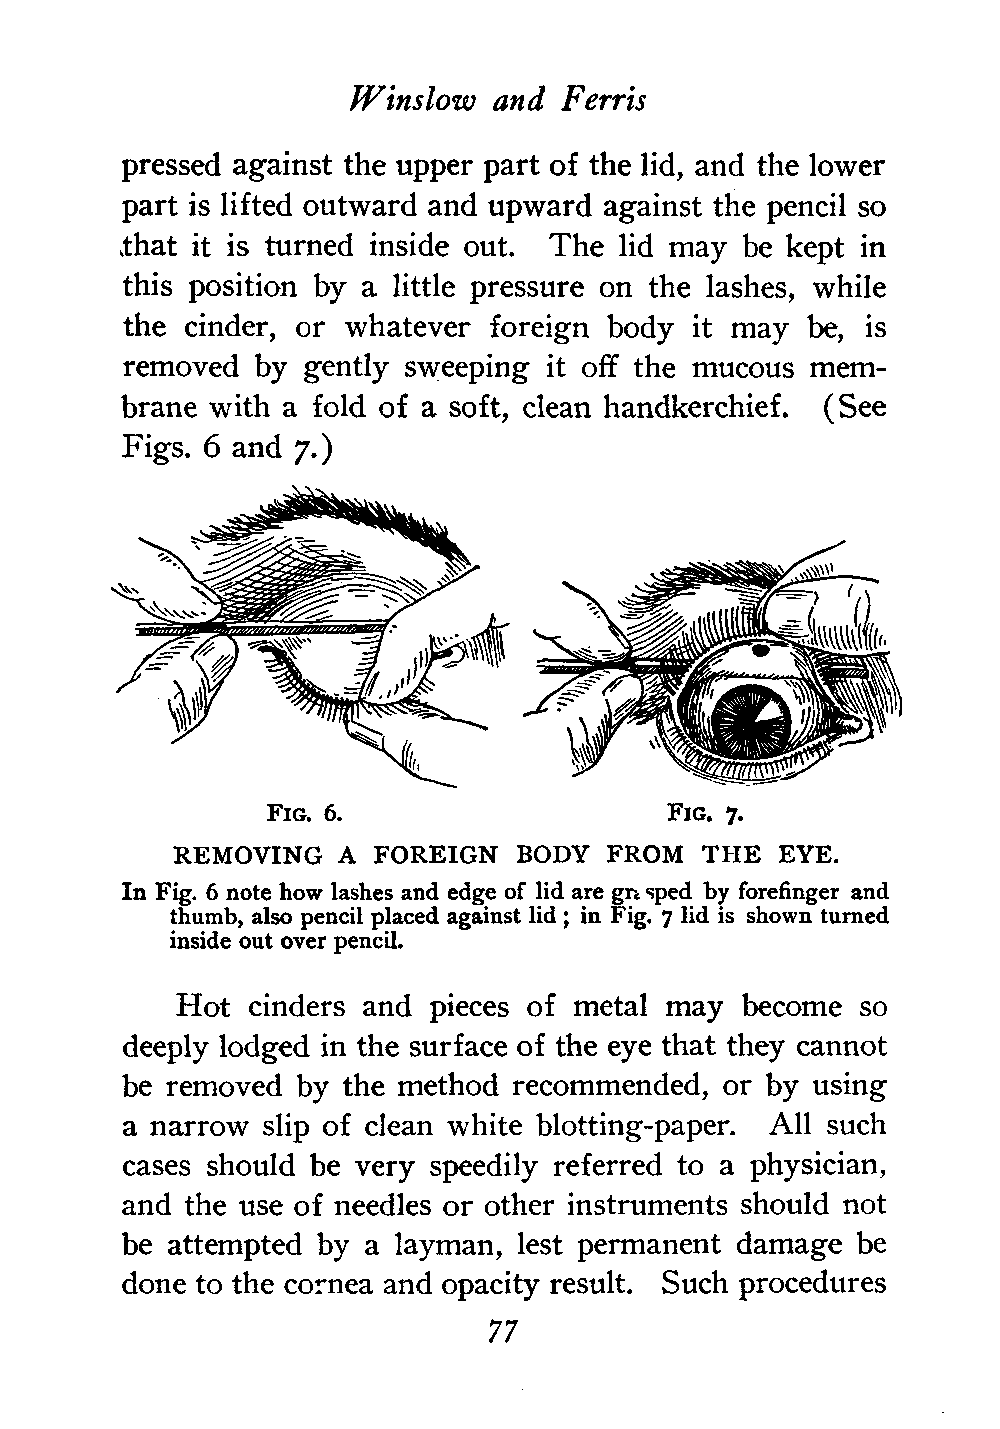 Winslow and Ferris
pressed against the upper part of the lid, and the lower
part is lifted outward and upward against the pencil so
that it is turned inside out. The lid may be kept in
this position by a little pressure on the lashes, while
the cinder, or whatever foreign body it may be, is
removed by gently sweeping it off the mucous mem-
brane with a fold of a soft, clean handkerchief. (See
Figs. 6 and 7.)
FIG. 6.
FIG. 7.
REMOVING A FOREIGN BODY FROM THE EYE.
In Fig. 6 note how lashes and edge of lid are grasped by forefinger and
thumb, also pencil placed against lid; in Fig. 7 lid is shown turned
inside out over pencil.
Hot cinders and pieces of metal may become so
deeply lodged in the surface of the eye that they cannot
be removed by the method recommended, or by using
a narrow slip of clean white blotting-paper. All such
cases should be very speedily referred to a physician,
and the use of needles or other instruments should not
be attempted by a layman, lest permanent damage be
done to the cornea and opacity result. Such procedures
77